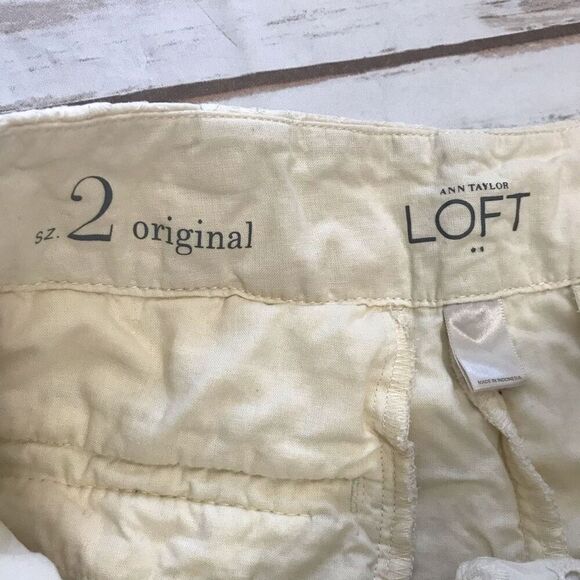 sz. 2 original
ANN TAYLOR
LOFT
MADE IN INDONESIA